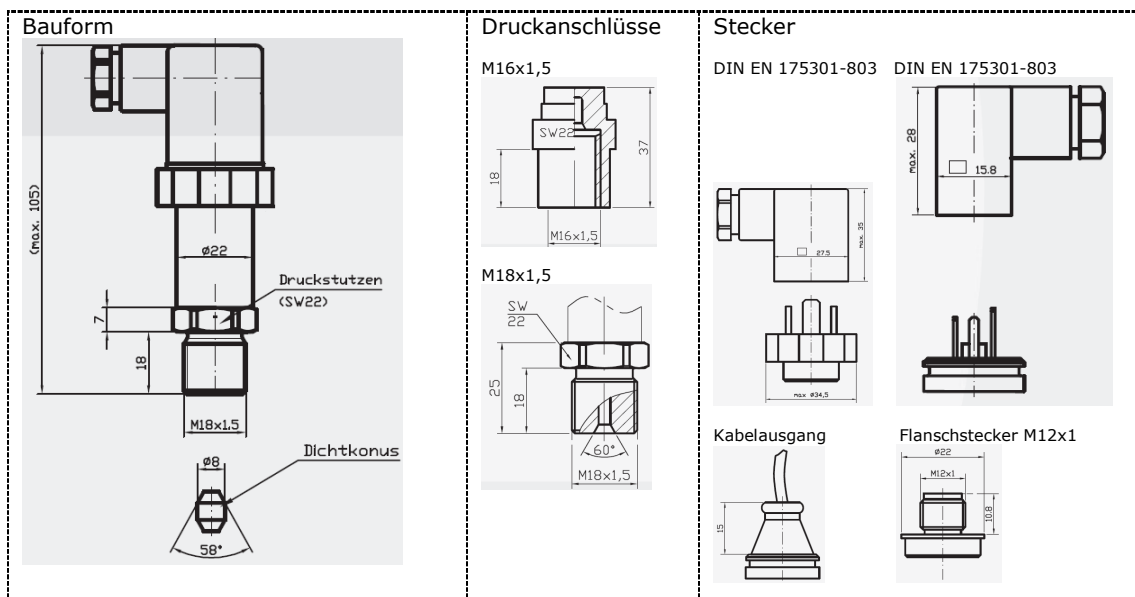 Bauform
(max. 105)
ø22
Druckstutzen
(SW22)
7
18
M18x1.5
Dichtkonus
ø8
58°
Druckanschlüsse
M16x1,5
SW22
18
37
M16x1,5
M18x1,5
SW
22
25
18
60°
M18x1,5
Stecker
DIN EN 175301-803
DIN EN 175301-803
max. 28
15.8
27.5
max. 35
max ø34,5
Kabelausgang
15
Flanschstecker M12x1
ø22
M12x1
10.8